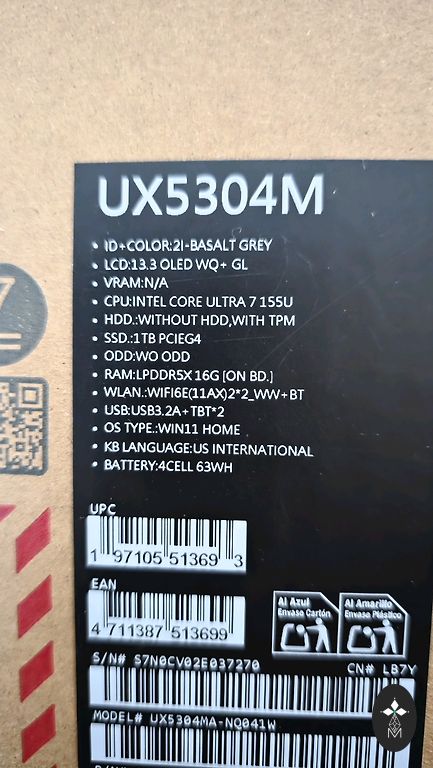 UX5304M
7
• ID+COLOR:2I-BASALT GREY
• LCD:13.3 OLED WQ+ GL
• VRAM:N/A
• CPU:INTEL CORE ULTRA 7 155U
• HDD.:WITHOUT HDD,WITH TPM
• SSD.:1TB PCIEG4
• ODD:WO ODD
• RAM:LPDDR5X 16G [ON BD.]
• WLAN.:WIFI6E(11AX)2*2_WW+BT
• USB:USB3.2A+TBT*2
• OS TYPE.:WIN11 HOME
• KB LANGUAGE:US INTERNATIONAL
• BATTERY:4CELL 63WH
UPC
1 97105 51369 3
EAN
4 711387 513699
Al Azul
Envase Cartón
Al Amarillo
Envase Plástico
S/N# S7N0CV02E037270
CN# LB7Y
MODEL# UX5304MA-NQ041W
M